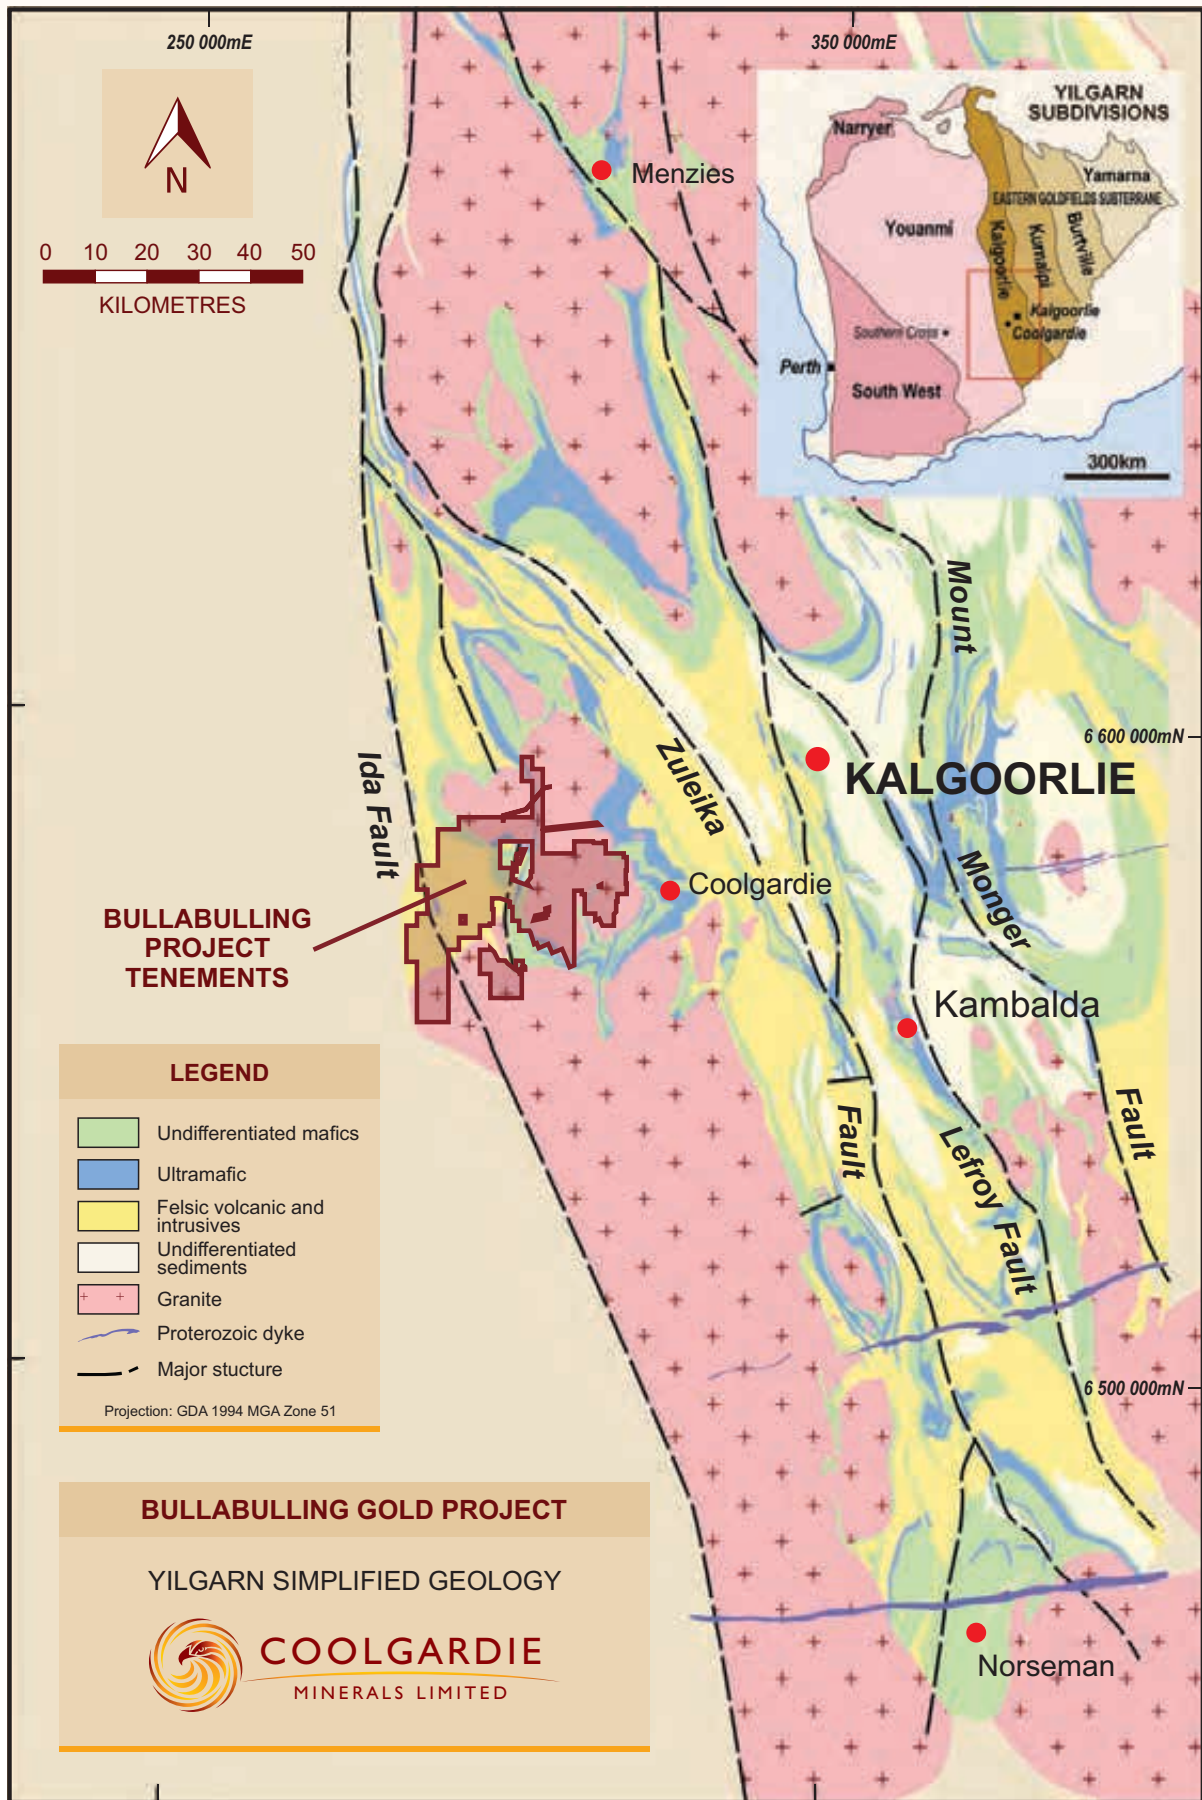 250 000mE
350 000mE
N
0 10 20 30 40 50
KILOMETRES
Menzies
YILGARN
SUBDIVISIONS
Narryer
Yamarna
EASTERN GOLDFIELDS SUBTERRANE
Youanmi
Kalgoorlie
Kurnalpi
Burtville
Kalgoorlie
Coolgardie
Southern Cross
Perth
South West
300km
Mount
6 600 000mN
KALGOORLIE
Ida Fault
Zuleika
Monger
Coolgardie
BULLABULLING
PROJECT
TENEMENTS
Kambalda
Fault
Fault
Lefroy Fault
LEGEND
Undifferentiated mafics
Ultramafic
Felsic volcanic and
intrusives
Undifferentiated
sediments
Granite
Proterozoic dyke
Major stucture
Projection: GDA 1994 MGA Zone 51
6 500 000mN
BULLABULLING GOLD PROJECT
YILGARN SIMPLIFIED GEOLOGY
COOLGARDIE
MINERALS LIMITED
Norseman